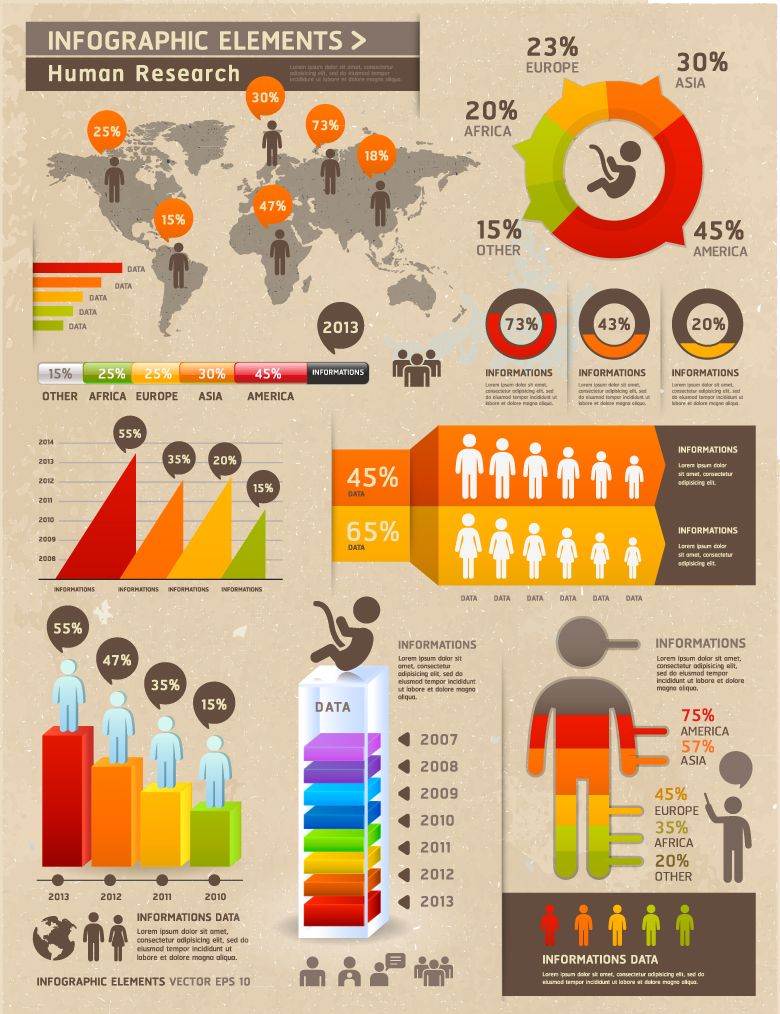 INFOGRAPHIC ELEMENTS >
Human Research
Lorem ipsum dolor sit amet, consectetur
adipiscing elit, sed do eiusmod tempor
incididunt ut labore et dolore magna aliqua.
25%
30%
73%
18%
15%
47%
DATA
DATA
DATA
DATA
DATA
23%
EUROPE
30%
ASIA
20%
AFRICA
15%
OTHER
45%
AMERICA
2013
15%
25%
25%
30%
45%
INFORMATIONS
OTHER
AFRICA
EUROPE
ASIA
AMERICA
73%
43%
20%
INFORMATIONS
Lorem ipsum dolor sit amet,
consectetur adipiscing elit, sed
do eiusmod tempor incididunt ut
labore et dolore magna aliqua.
INFORMATIONS
Lorem ipsum dolor sit amet,
consectetur adipiscing elit, sed
do eiusmod tempor incididunt ut
labore et dolore magna aliqua.
INFORMATIONS
Lorem ipsum dolor sit amet,
consectetur adipiscing elit, sed
do eiusmod tempor incididunt ut
labore et dolore magna aliqua.
2014
2013
2012
2011
2010
2009
2008
55%
35%
20%
15%
INFORMATIONS
INFORMATIONS
INFORMATIONS
INFORMATIONS
45%
DATA
65%
DATA
INFORMATIONS
Lorem ipsum dolor
sit amet, consectetur
adipiscing elit.
INFORMATIONS
Lorem ipsum dolor
sit amet, consectetur
adipiscing elit.
DATA
DATA
DATA
DATA
DATA
DATA
55%
47%
35%
15%
2013
2012
2011
2010
DATA
INFORMATIONS
Lorem ipsum dolor sit
amet, consectetur
adipiscing elit, sed do
eiusmod tempor incididunt
ut labore et dolore magna
aliqua.
2007
2008
2009
2010
2011
2012
2013
INFORMATIONS
Lorem ipsum dolor sit amet,
consectetur adipiscing elit, sed do
eiusmod tempor incididunt ut
labore et dolore magna
aliqua.
75%
AMERICA
57%
ASIA
45%
EUROPE
35%
AFRICA
20%
OTHER
INFORMATIONS DATA
Lorem ipsum dolor sit amet,
consectetur adipiscing elit, sed do
eiusmod tempor incididunt ut
labore et dolore magna aliqua.
INFOGRAPHIC ELEMENTS VECTOR EPS 10
INFORMATIONS DATA
Lorem ipsum dolor sit amet, consectetur adipiscing elit, sed do
eiusmod tempor incididunt ut labore et dolore magna aliqua.